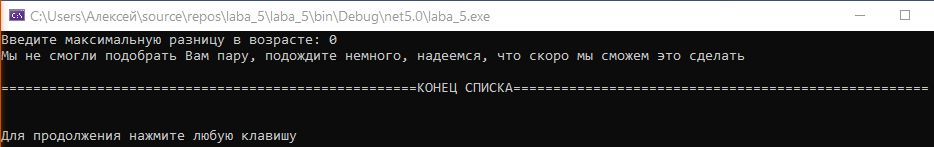 C:\Users\Алексей\source\repos\laba_5\laba_5\bin\Debug\net5.0\laba_5.exe
Введите максимальную разницу в возрасте: 0
Мы не смогли подобрать Вам пару, подождите немного, надеемся, что скоро мы сможем это сделать
====================================================КОНЕЦ СПИСКА====================================================
Для продолжения нажмите любую клавишу